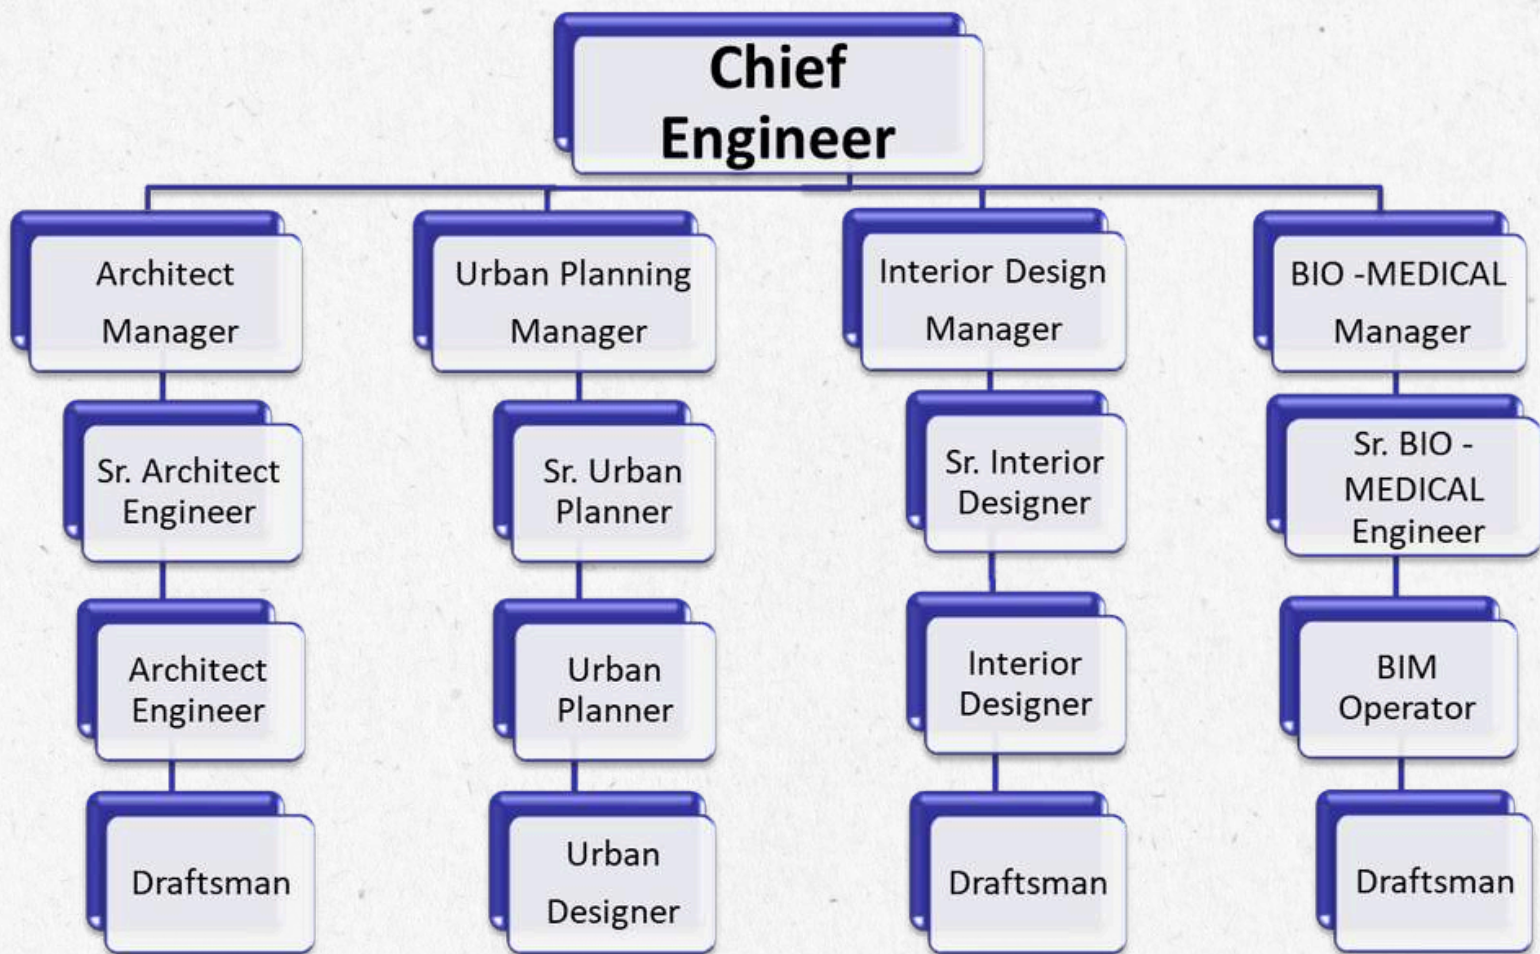 Chief
Engineer
Architect
Manager
Urban Planning
Manager
Interior Design
Manager
BIO -MEDICAL
Manager
Sr. Architect
Engineer
Sr. Urban
Planner
Sr. Interior
Designer
Sr. BIO -
MEDICAL
Engineer
Architect
Engineer
Urban
Planner
Interior
Designer
BIM
Operator
Draftsman
Urban
Designer
Draftsman
Draftsman